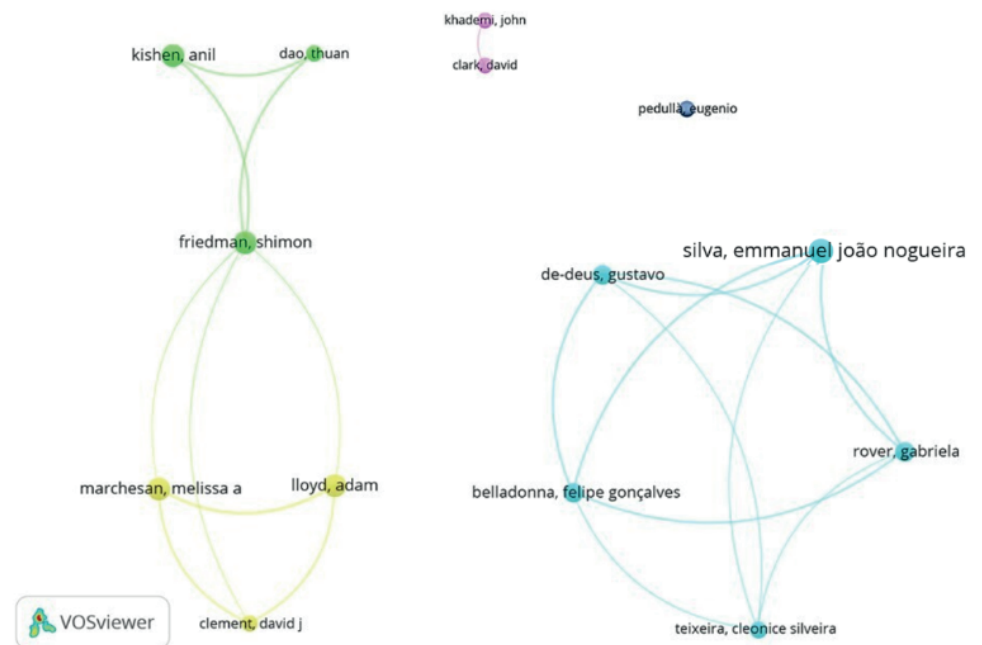 khademi, john
kishen, anil
dao, thuan
clark, david
pedullà, eugenio
friedman, shimon
silva, emmanuel joão nogueira
de-deus, gustavo
rover, gabriela
marchesan, melissa a
lloyd, adam
belladonna, felipe gonçalves
VOSviewer
clement, david j
teixeira, cleonice silveira